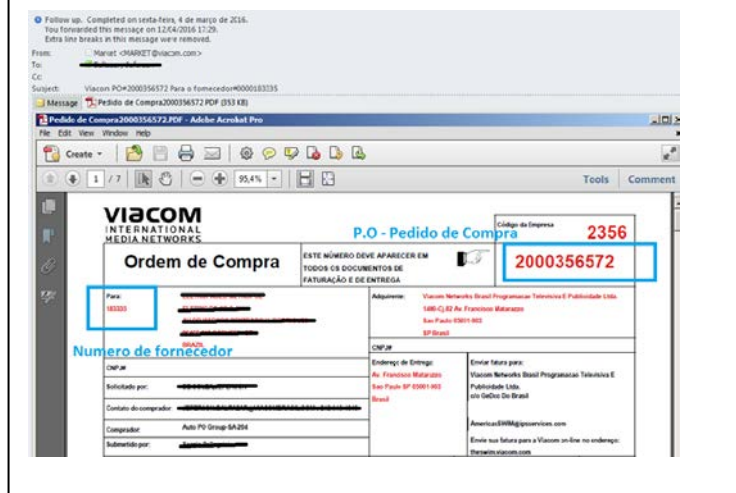 Follow up. Completed on sexta-feira, 4 de março de 2016.
You forwarded this message on 12/04/2016 17:29.
Extra line breaks in this message were removed.
From: Market <MARKET@viacom.com>
To:
Cc:
Subject: Viacom PO#2000356572 Para o fornecedor#0000183335
Message Pedido de Compra2000356572 PDF (353 KB)
Pedido de Compra2000356572.PDF - Adobe Acrobat Pro
File Edit View Window Help
Create
1 / 7 95,4% Tools Comment
VIACOM
INTERNATIONAL
MEDIA NETWORKS
P.O - Pedido de Compra
Código da Empresa 2356
Ordem de Compra
ESTE NÚMERO DEVE APARECER EM
TODOS OS DOCUMENTOS DE
FATURAÇÃO E DE ENTREGA
2000356572
Para:
183335
BRAZIL
Numero de fornecedor
Adquirente: Viacom Networks Brasil Programacao Televisiva E Publicidade Ltda.
1400-Cj.82 Av Francisco Matarazzo
Sao Paulo 05001-903
SP Brasil
CNPJ#
CNPJ#
Solicitado por:
Contato do comprador
Comprador: Auto PO Group-SA204
Submetido por:
Endereço de Entrega:
Av. Francisco Matarazzo
Sao Paulo SP 05001-903
Brasil
Enviar fatura para:
Viacom Networks Brasil Programacao Televisiva E
Publicidade Ltda.
c/o GeDoc Do Brasil
AmericasSWIM@ipsservices.com
Envie sua fatura para a Viacom on-line no endereço:
theswim.viacom.com